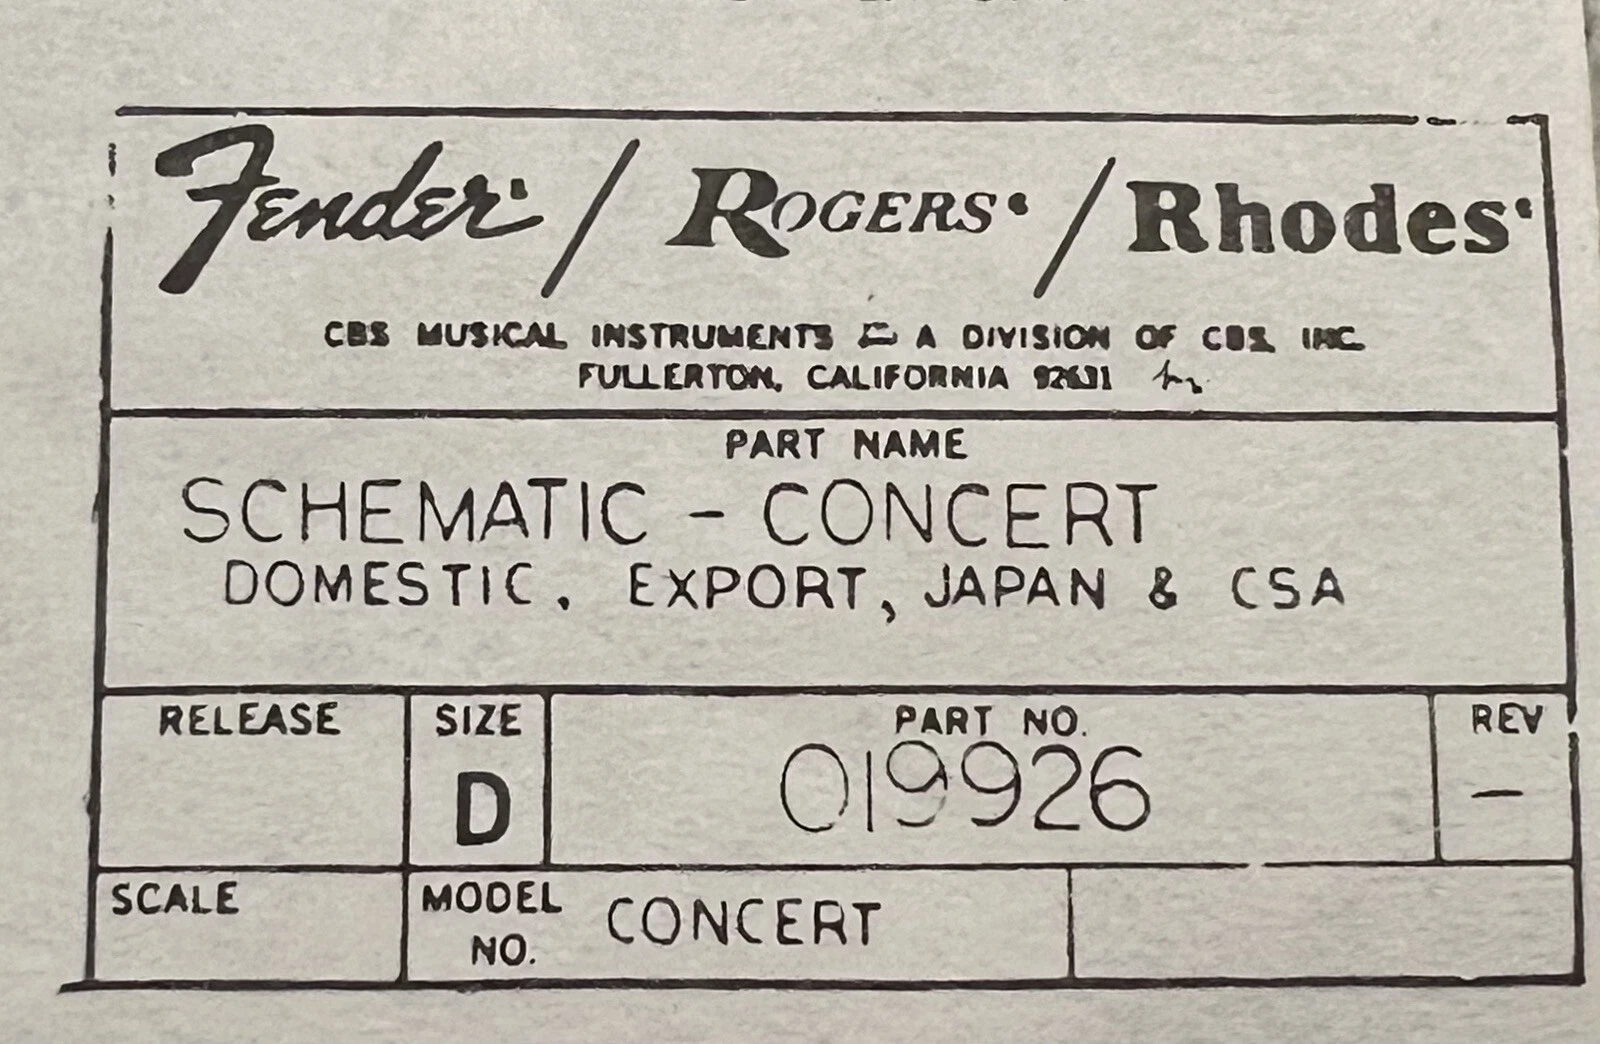 Fender / ROGERS / Rhodes
CBS MUSICAL INSTRUMENTS A DIVISION OF CBS INC.
FULLERTON, CALIFORNIA 92631
PART NAME
SCHEMATIC - CONCERT
DOMESTIC, EXPORT, JAPAN & CSA
RELEASE
SIZE
D
PART NO.
019926
REV
—
SCALE
MODEL NO.
CONCERT